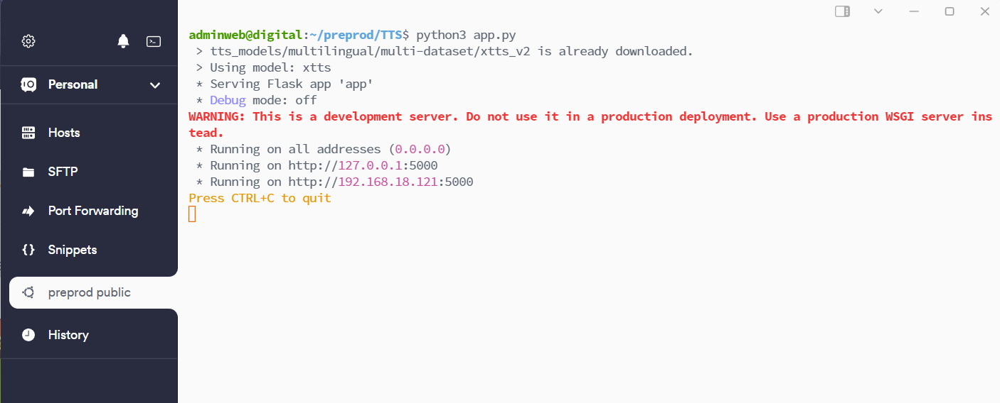 Personal
Hosts
SFTP
Port Forwarding
Snippets
preprod public
History
adminweb@digital:~/preprod/TTS$ python3 app.py
> tts_models/multilingual/multi-dataset/xtts_v2 is already downloaded.
> Using model: xtts
* Serving Flask app 'app'
* Debug mode: off
WARNING: This is a development server. Do not use it in a production deployment. Use a production WSGI server ins
tead.
* Running on all addresses (0.0.0.0)
* Running on http://127.0.0.1:5000
* Running on http://192.168.18.121:5000
Press CTRL+C to quit